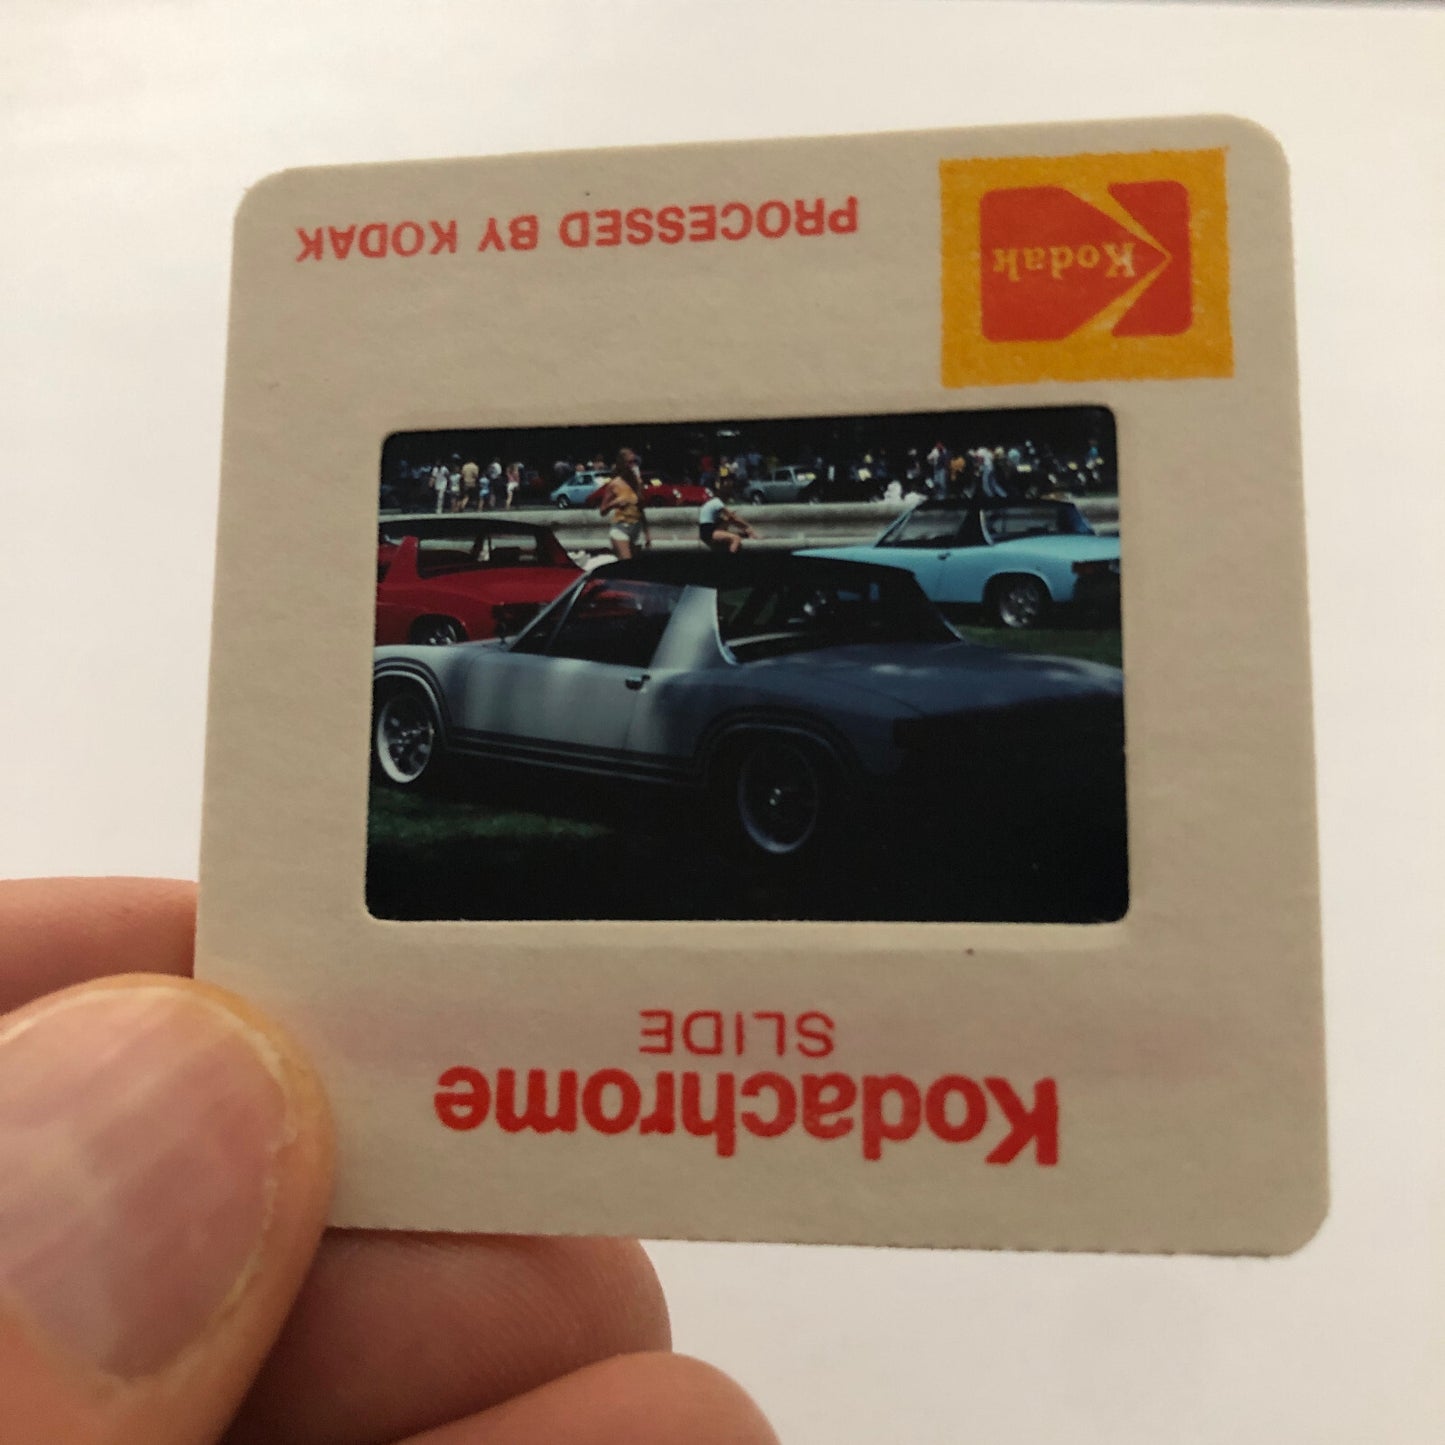 Kodachrome
SLIDE
Kodak
PROCESSED BY KODAK